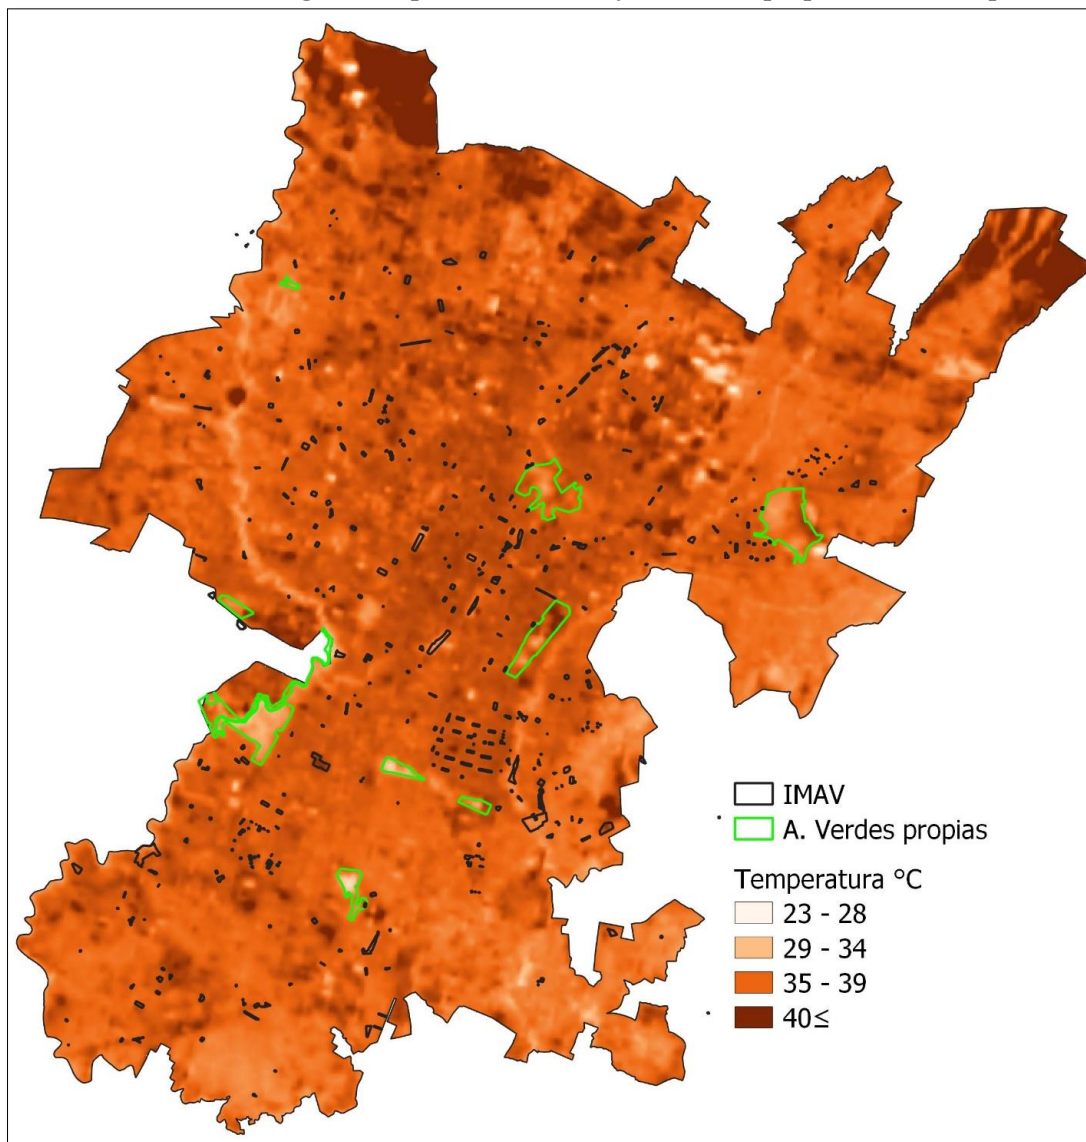 IMAV
A. Verdes propias
Temperatura °C
23 - 28
29 - 34
35 - 39
40≤